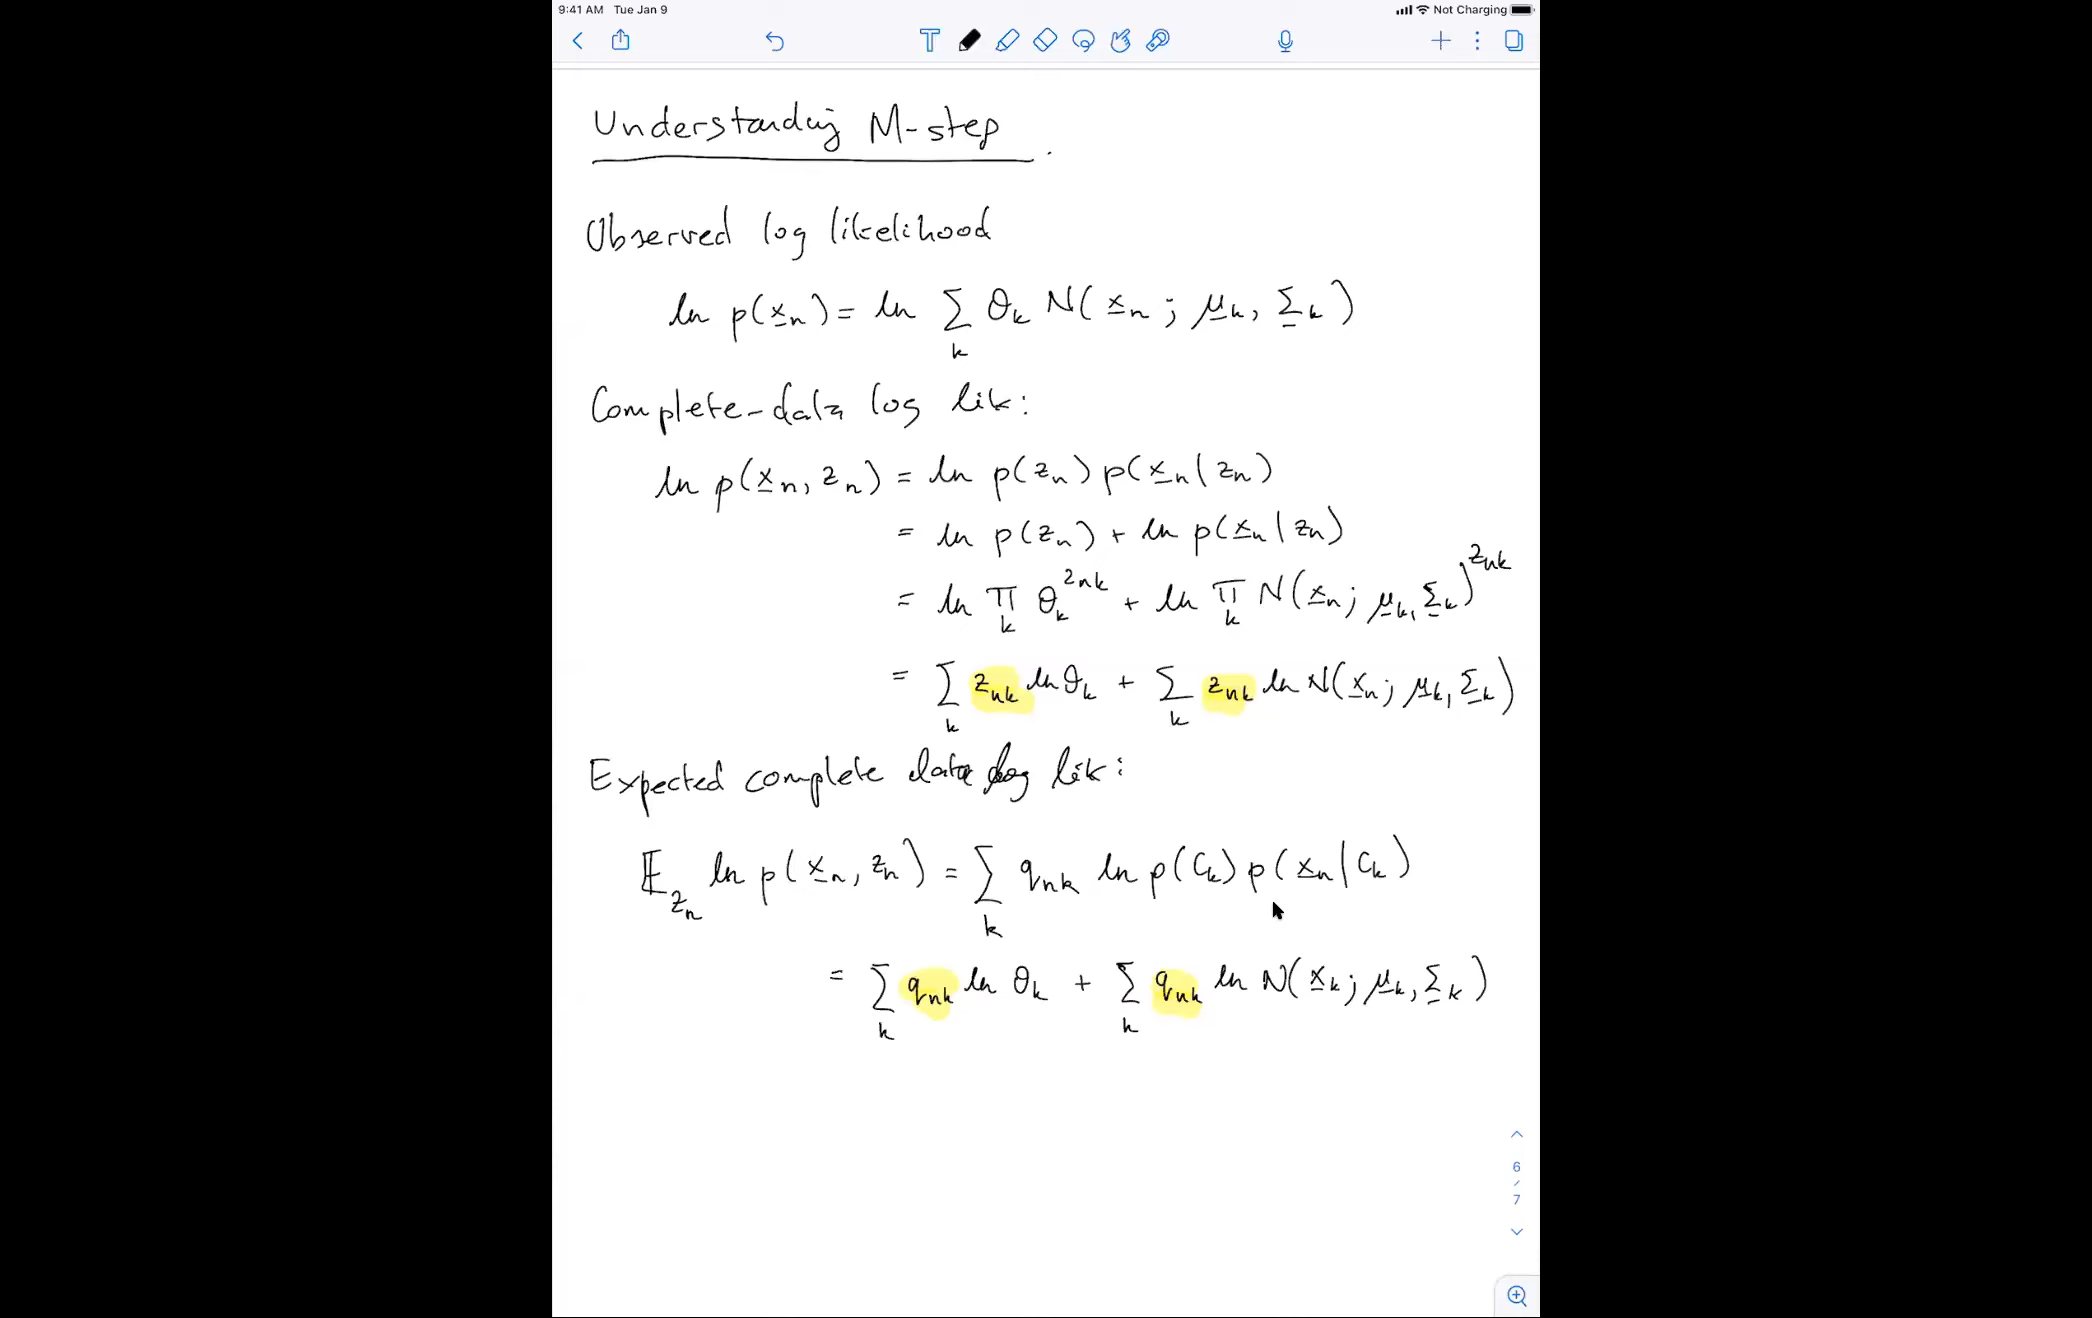 9:41 AM Tue Jan 9 Not Charging
T
Understanding M-step
Observed log likelihood
ln p(x_n) = ln Σ_k θ_k N(x_n; μ_k, Σ_k)
Complete-data log lik:
ln p(x_n, z_n) = ln p(z_n) p(x_n | z_n)
= ln p(z_n) + ln p(x_n | z_n)
= ln Π_k θ_k^{z_nk} + ln Π_k N(x_n; μ_k, Σ_k)^{z_nk}
= Σ_k z_nk ln θ_k + Σ_k z_nk ln N(x_n; μ_k, Σ_k)
Expected complete data log lik:
𝔼_{z_n} ln p(x_n, z_n) = Σ_k q_nk ln p(C_k) p(x_n | C_k)
= Σ_k q_nk ln θ_k + Σ_k q_nk ln N(x_k; μ_k, Σ_k)
6
/
7